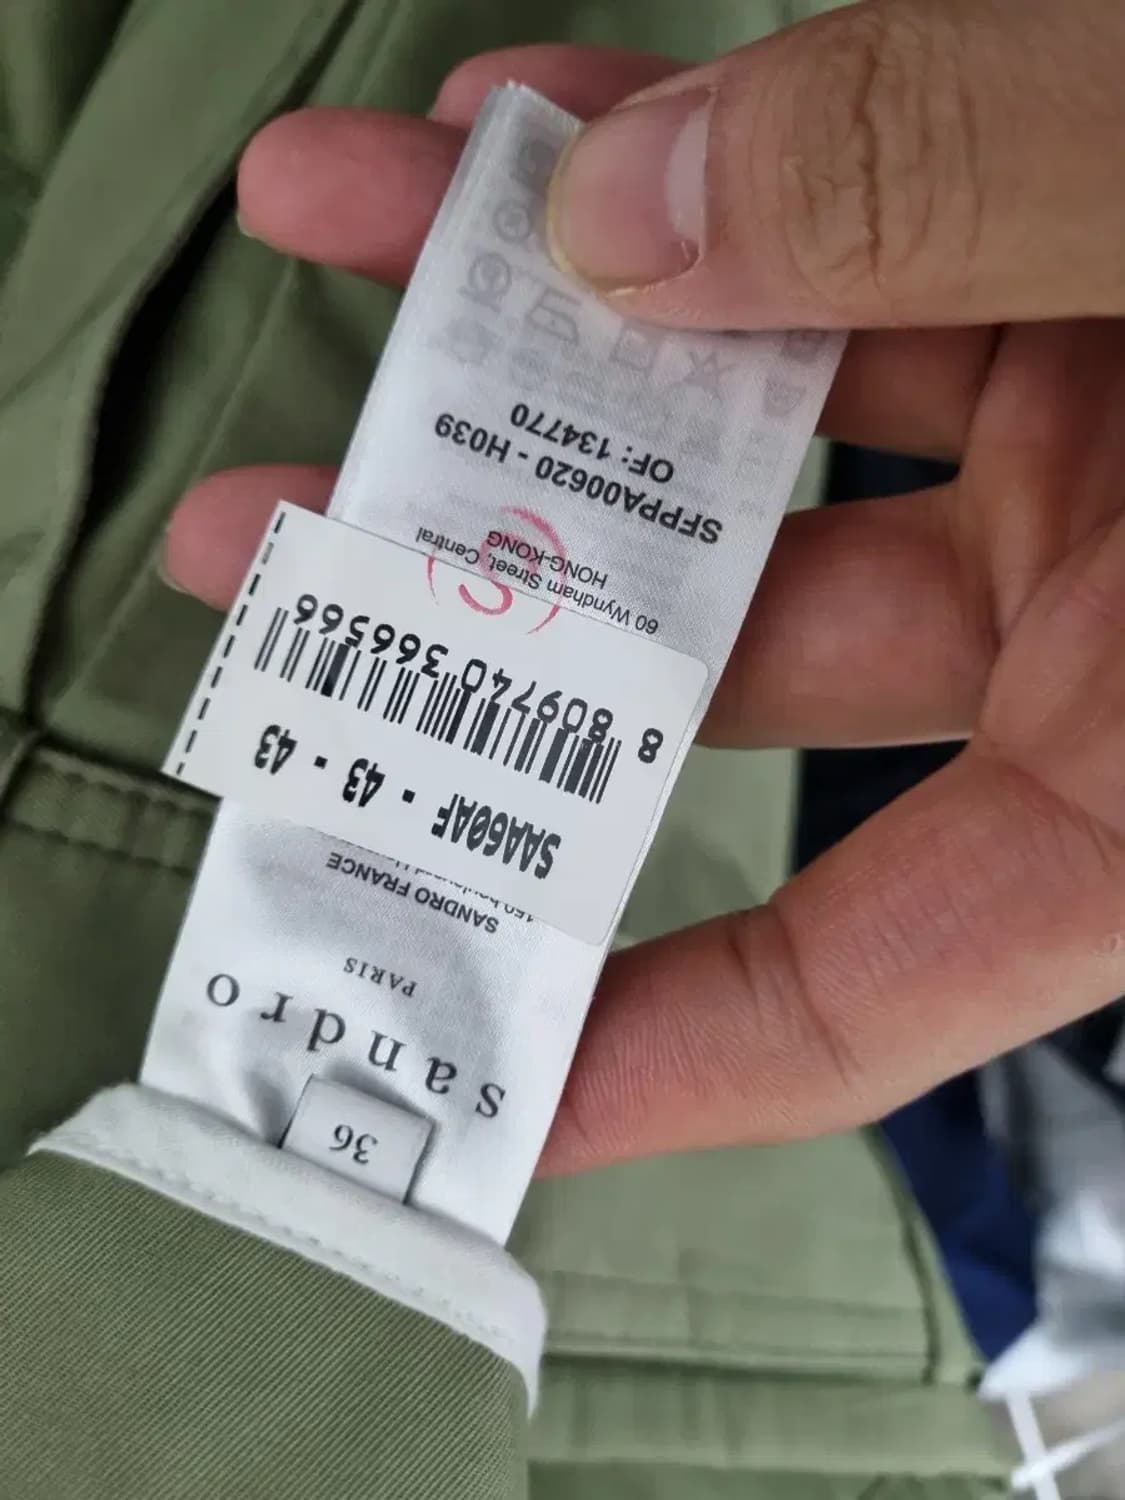 36
sandro
PARIS
SANDRO FRANCE
SAA60AF - 43 - 43
8 809740 366566
60 Wyndham Street, Central
HONG-KONG
(S)
SFPPA00620 - H039
OF: 134770